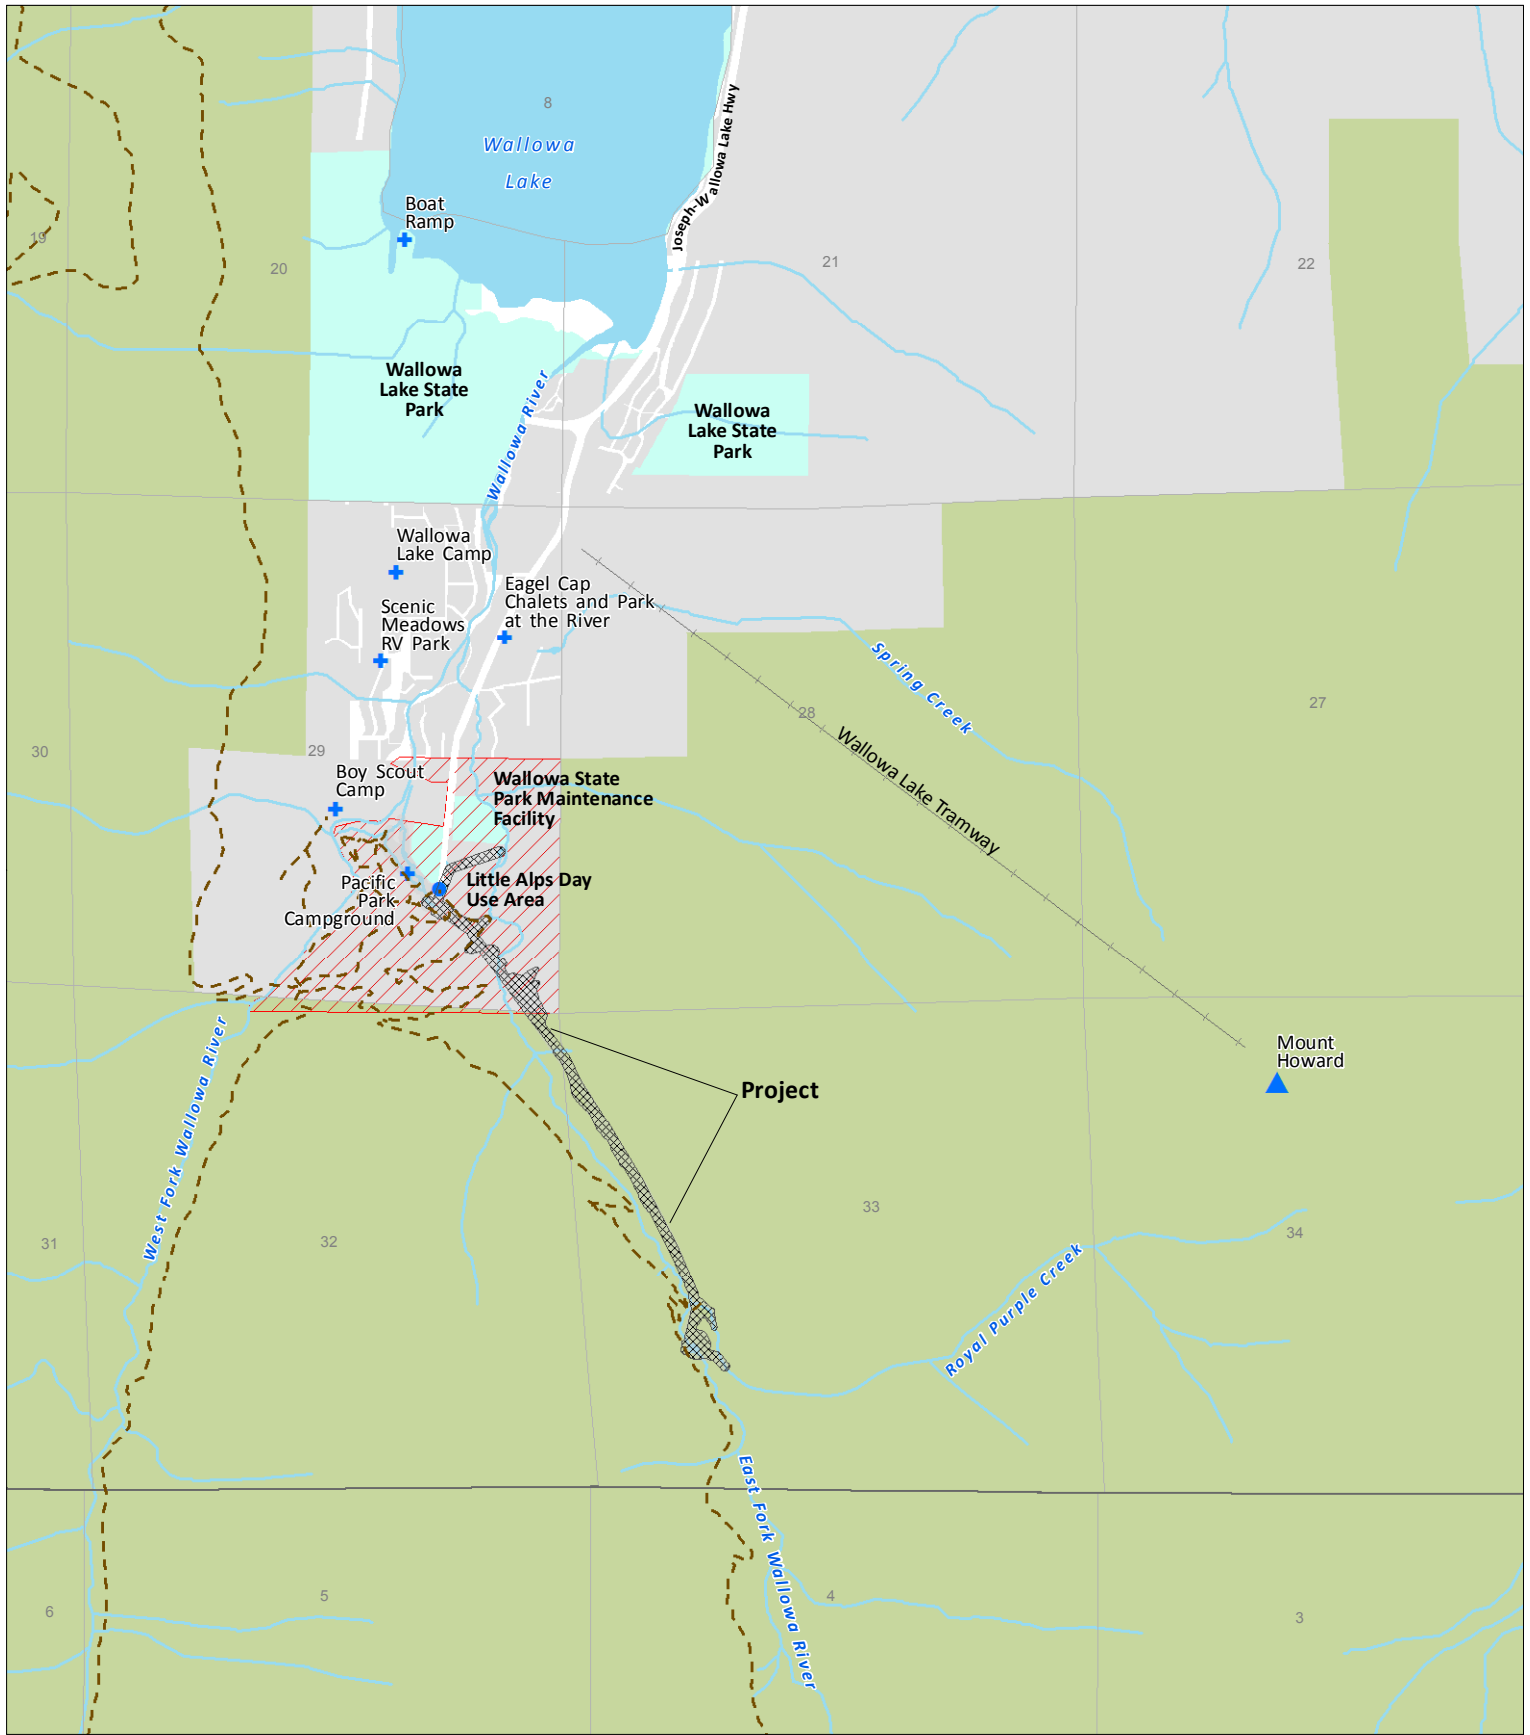 8
Wallowa
Lake
Joseph-Wallowa Lake Hwy
Boat
Ramp
19
20
21
22
Wallowa
Lake State
Park
Wallowa River
Wallowa
Lake State
Park
Wallowa
Lake Camp
Eagel Cap
Chalets and Park
at the River
Scenic
Meadows
RV Park
Spring Creek
30
29
28
27
Wallowa Lake Tramway
Boy Scout
Camp
Wallowa State
Park Maintenance
Facility
Pacific
Park
Campground
Little Alps Day
Use Area
West Fork Wallowa River
Mount
Howard
Project
31
32
33
34
Royal Purple Creek
East Fork Wallowa River
6
5
4
3